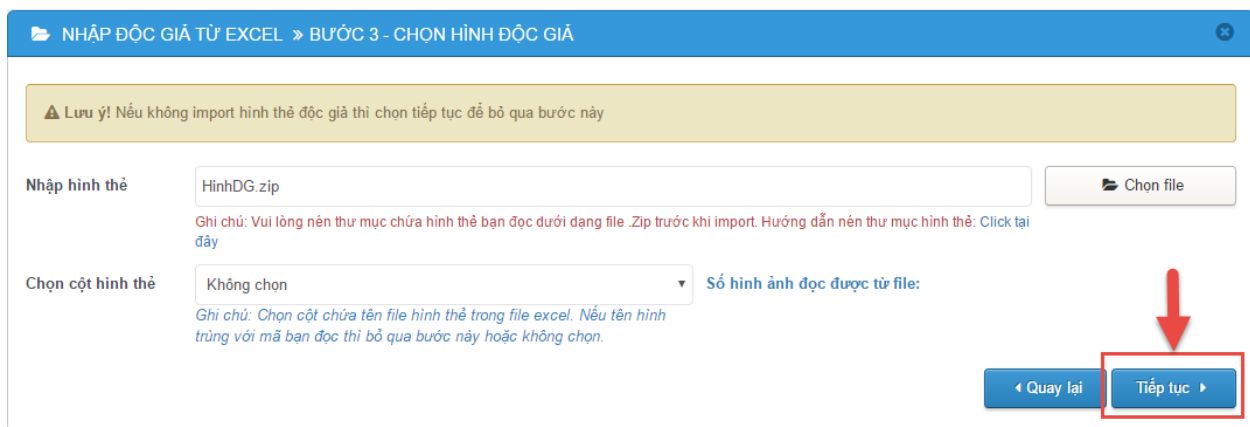 NHẬP ĐỘC GIẢ TỪ EXCEL » BƯỚC 3 - CHỌN HÌNH ĐỘC GIẢ
Lưu ý! Nếu không import hình thẻ độc giả thì chọn tiếp tục để bỏ qua bước này
Nhập hình thẻ
HinhDG.zip
Chọn file
Ghi chú: Vui lòng nén thư mục chứa hình thẻ bạn đọc dưới dạng file .Zip trước khi import. Hướng dẫn nén thư mục hình thẻ: Click tại
đây
Chọn cột hình thẻ
Không chọn
Số hình ảnh đọc được từ file:
Ghi chú: Chọn cột chứa tên file hình thẻ trong file excel. Nếu tên hình
trùng với mã bạn đọc thì bỏ qua bước này hoặc không chọn.
Quay lại
Tiếp tục